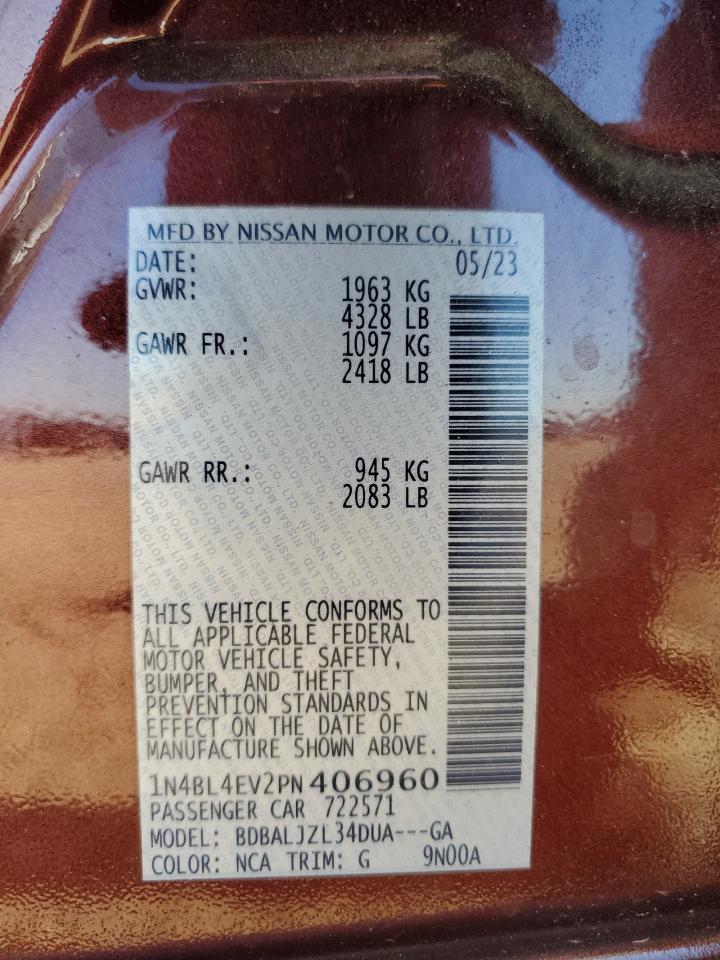 MFD BY NISSAN MOTOR CO., LTD.
DATE: 05/23
GVWR: 1963 KG
4328 LB
GAWR FR.: 1097 KG
2418 LB
GAWR RR.: 945 KG
2083 LB
THIS VEHICLE CONFORMS TO
ALL APPLICABLE FEDERAL
MOTOR VEHICLE SAFETY,
BUMPER, AND THEFT
PREVENTION STANDARDS IN
EFFECT ON THE DATE OF
MANUFACTURE SHOWN ABOVE.
1N4BL4EV2PN406960
PASSENGER CAR 722571
MODEL: BDBALJZL34DUA---GA
COLOR: NCA TRIM: G 9N00A